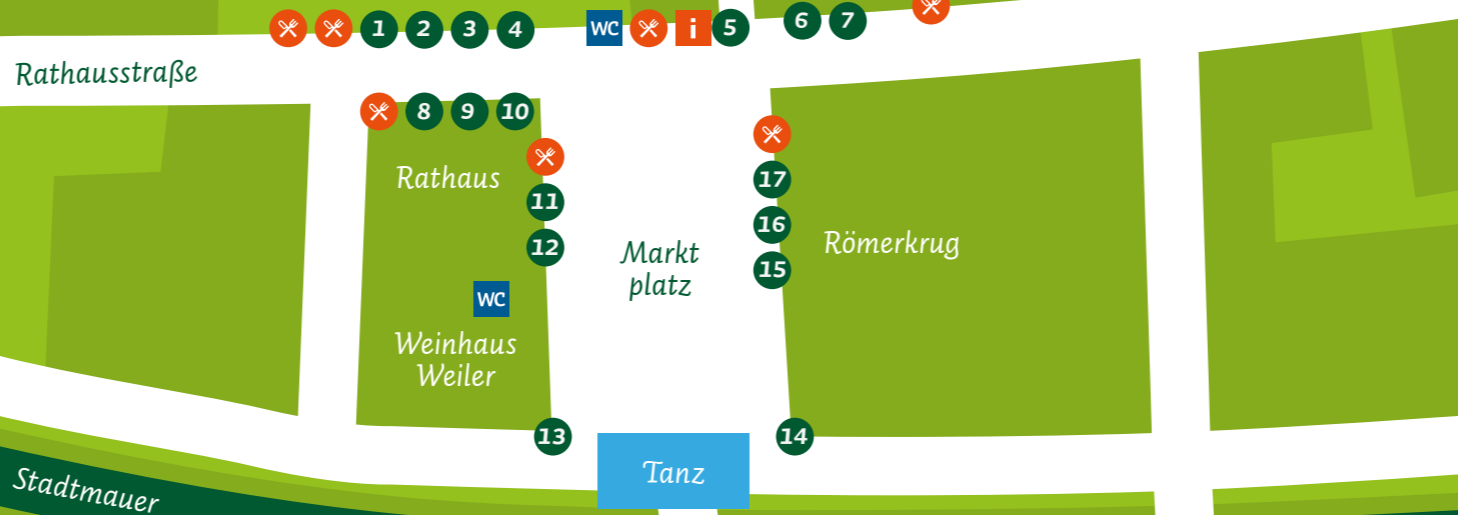 1 2 3 4 WC i 5 6 7
Rathausstraße
8 9 10
Rathaus
11
12
WC
Weinhaus
Weiler
13
Markt
platz
17
16
15
Römerkrug
14
Tanz
Stadtmauer